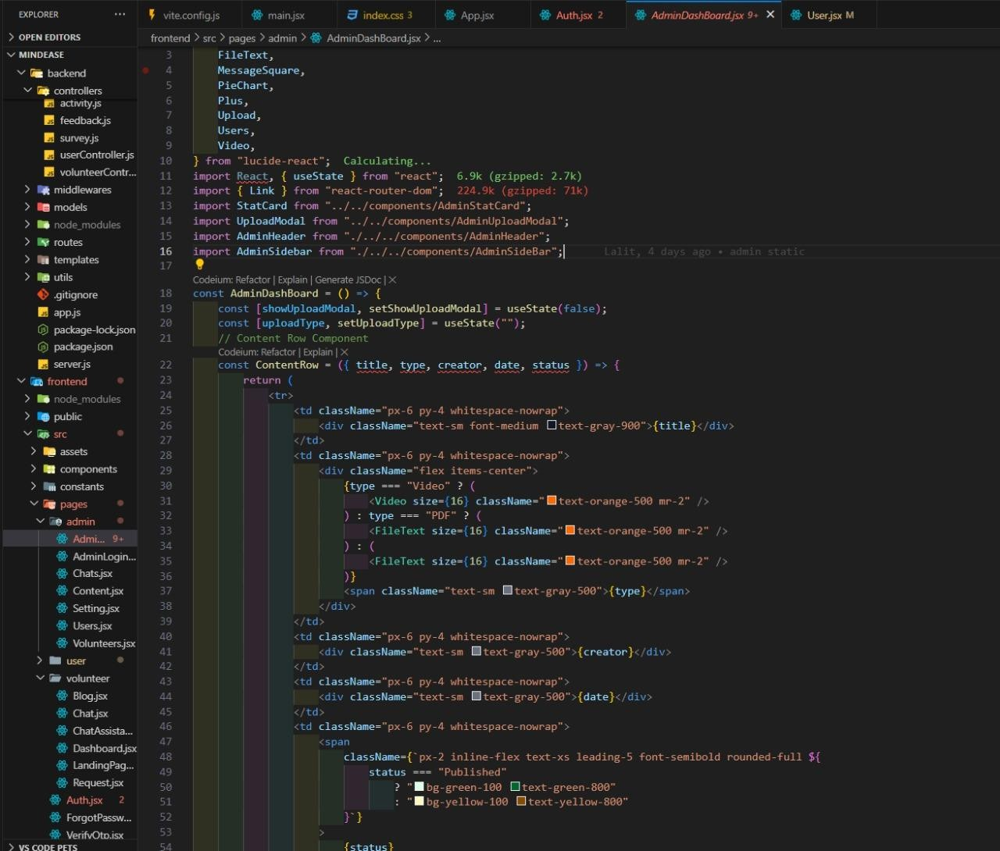 EXPLORER ...
OPEN EDITORS
MINDEASE
backend
controllers
activity.js
feedback.js
survey.js
userController.js
volunteerContr...
middlewares
models
node_modules
routes
templates
utils
.gitignore
app.js
package-lock.json
package.json
server.js
frontend
node_modules
public
src
assets
components
constants
pages
admin
Admi... 9+
AdminLogin...
Chats.jsx
Content.jsx
Setting.jsx
Users.jsx
Volunteers.jsx
user
volunteer
Blog.jsx
Chat.jsx
ChatAssista...
Dashboard.jsx
LandingPag...
Request.jsx
Auth.jsx 2
ForgotPassw...
VerifyOtp.jsx
VS CODE PETS
vite.config.js main.jsx index.css 3 App.jsx Auth.jsx 2 AdminDashBoard.jsx 9+ User.jsx M
frontend > src > pages > admin > AdminDashBoard.jsx > ...
3 FileText,
4 MessageSquare,
5 PieChart,
6 Plus,
7 Upload,
8 Users,
9 Video,
10 } from "lucide-react"; Calculating...
11 import React, { useState } from "react"; 6.9k (gzipped: 2.7k)
12 import { Link } from "react-router-dom"; 224.9k (gzipped: 71k)
13 import StatCard from "../../components/AdminStatCard";
14 import UploadModal from "../../components/AdminUploadModal";
15 import AdminHeader from "./../../components/AdminHeader";
16 import AdminSidebar from "./../../components/AdminSideBar"; Lalit, 4 days ago • admin static
17
Codeium: Refactor | Explain | Generate JSDoc | X
18 const AdminDashBoard = () => {
19 const [showUploadModal, setShowUploadModal] = useState(false);
20 const [uploadType, setUploadType] = useState("");
21 // Content Row Component
Codeium: Refactor | Explain | X
22 const ContentRow = ({ title, type, creator, date, status }) => {
23 return (
24 <tr>
25 <td className="px-6 py-4 whitespace-nowrap">
26 <div className="text-sm font-medium text-gray-900">{title}</div>
27 </td>
28 <td className="px-6 py-4 whitespace-nowrap">
29 <div className="flex items-center">
30 {type === "Video" ? (
31 <Video size={16} className="text-orange-500 mr-2" />
32 ) : type === "PDF" ? (
33 <FileText size={16} className="text-orange-500 mr-2" />
34 ) : (
35 <FileText size={16} className="text-orange-500 mr-2" />
36 )}
37 <span className="text-sm text-gray-500">{type}</span>
38 </div>
39 </td>
40 <td className="px-6 py-4 whitespace-nowrap">
41 <div className="text-sm text-gray-500">{creator}</div>
42 </td>
43 <td className="px-6 py-4 whitespace-nowrap">
44 <div className="text-sm text-gray-500">{date}</div>
45 </td>
46 <td className="px-6 py-4 whitespace-nowrap">
47 <span
48 className={`px-2 inline-flex text-xs leading-5 font-semibold rounded-full ${
49 status === "Published"
50 ? "bg-green-100 text-green-800"
51 : "bg-yellow-100 text-yellow-800"
52 }`}
53 >
54 {status}